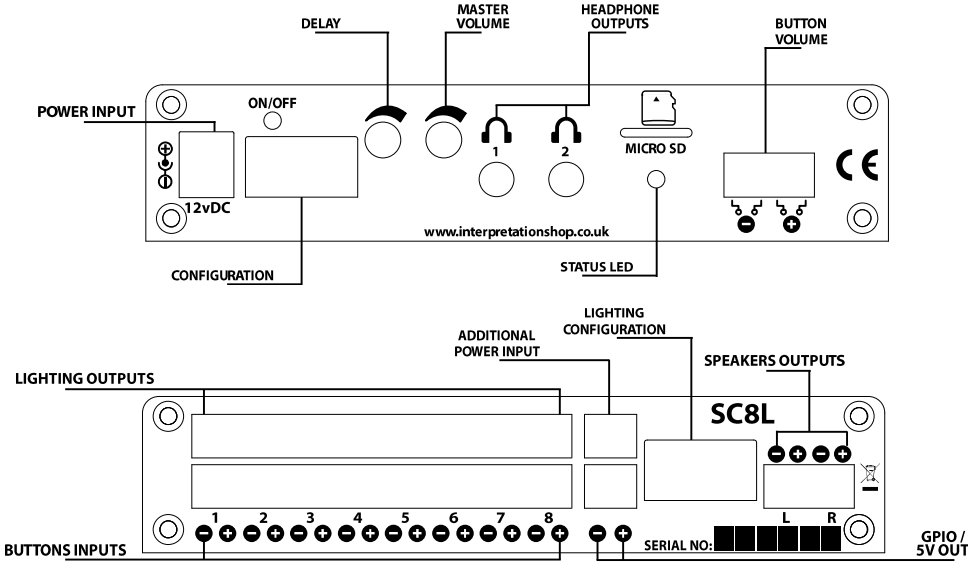 DELAY
MASTER
VOLUME
HEADPHONE
OUTPUTS
BUTTON
VOLUME
POWER INPUT
ON/OFF
1
2
MICRO SD
CE
12vDC
www.interpretationshop.co.uk
CONFIGURATION
STATUS LED
LIGHTING
CONFIGURATION
ADDITIONAL
POWER INPUT
SPEAKERS OUTPUTS
LIGHTING OUTPUTS
SC8L
1 2 3 4 5 6 7 8
L R
SERIAL NO:
BUTTONS INPUTS
GPIO /
5V OUT